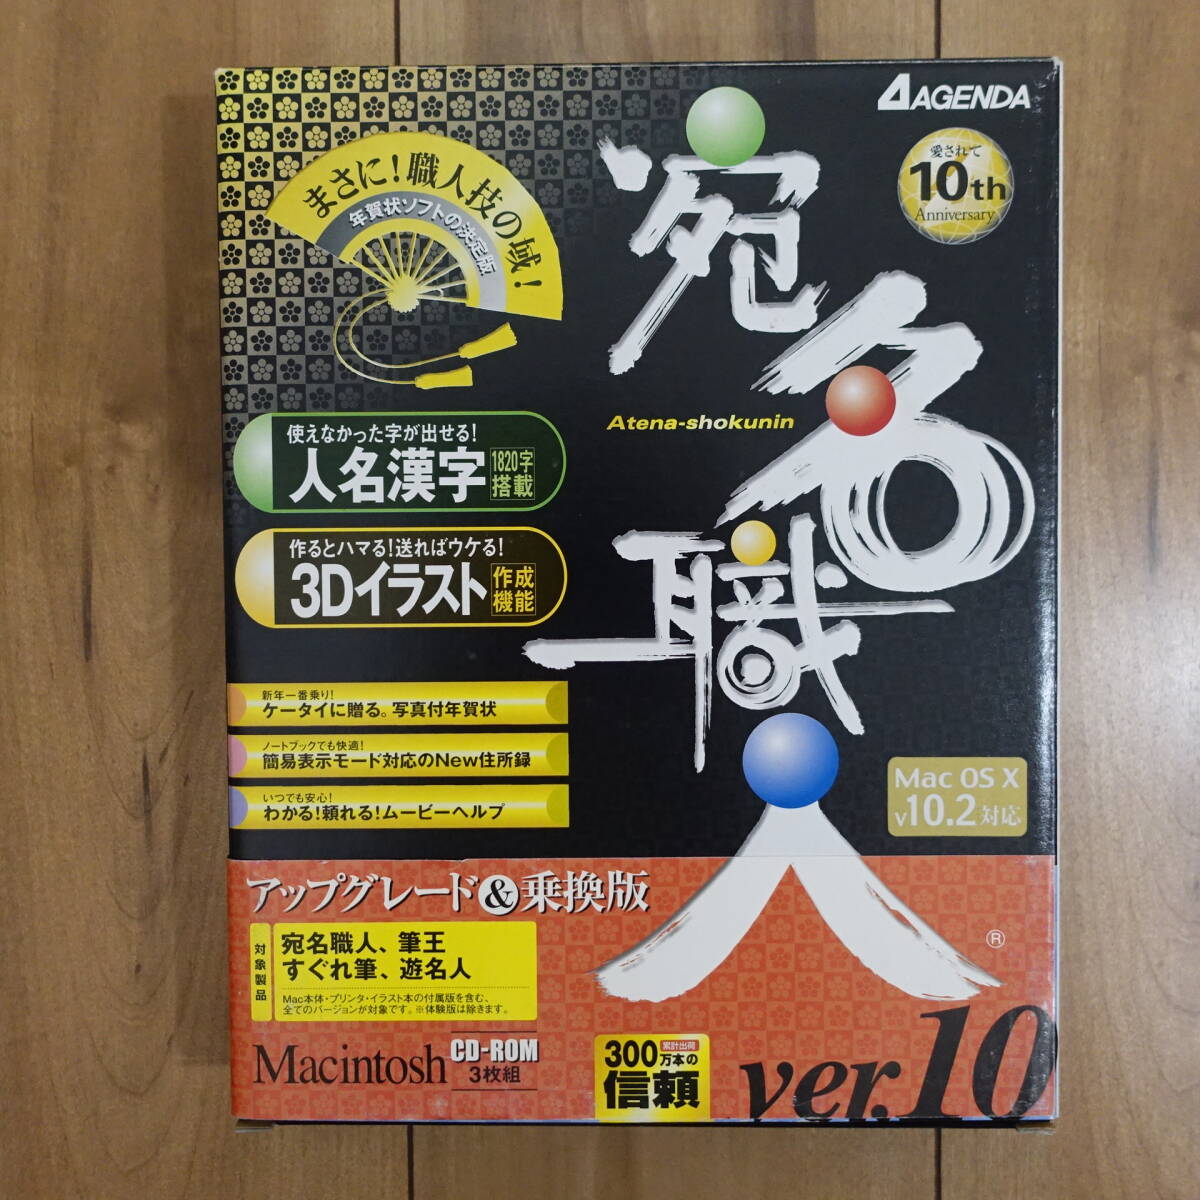 AGENDA
愛されて
10th
Anniversary
まさに!職人技の域!
年賀状ソフトの決定版
宛名職人
Atena-shokunin
使えなかった字が出せる!
人名漢字
1820字
搭載
作るとハマる!送ればウケる!
3Dイラスト
作成
機能
新年一番乗り!
ケータイに贈る。写真付年賀状
ノートブックでも快適!
簡易表示モード対応のNew住所録
いつでも安心!
わかる!頼れる!ムービーヘルプ
Mac OS X
v10.2対応
アップグレード&乗換版
対象製品
宛名職人、筆王
すぐれ筆、遊名人
Mac本体・プリンタ・イラスト本の付属版を含む、
全てのバージョンが対象です。※体験版は除きます。
Macintosh
CD-ROM
3枚組
累計出荷
300万本の
信頼
®
ver.10